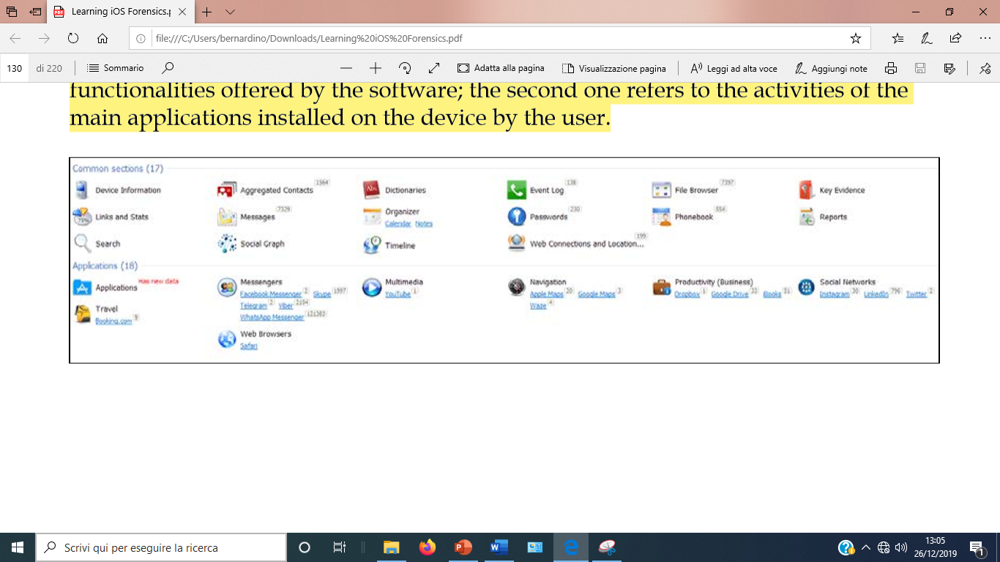 Learning iOS Forensics.p
file:///C:/Users/bernardino/Downloads/Learning%20iOS%20Forensics.pdf
130 di 220 Sommario Adatta alla pagina Visualizzazione pagina Leggi ad alta voce Aggiungi note
functionalities offered by the software; the second one refers to the activities of the
main applications installed on the device by the user.
Common sections (17)
Device Information Aggregated Contacts 1564 Dictionaries Event Log 138 File Browser 7397 Key Evidence
Links and Stats Messages 7329 Organizer Passwords 230 Phonebook 554 Reports
Calendar Notes
Search Social Graph Timeline Web Connections and Location... 199
Applications (18)
Applications Has new data Messengers Multimedia Navigation Productivity (Business) Social Networks
Facebook Messenger 2 Skype 1997 YouTube 1 Apple Maps 20 Google Maps 3 Dropbox 1 Google Drive 33 Books 31 Instagram 30 LinkedIn 796 Twitter 2
Travel Telegram 2 Viber 2104 Waze 4
Booking.com 9 WhatsApp Messenger 121302
Web Browsers
Safari
Scrivi qui per eseguire la ricerca
13:05
26/12/2019
1